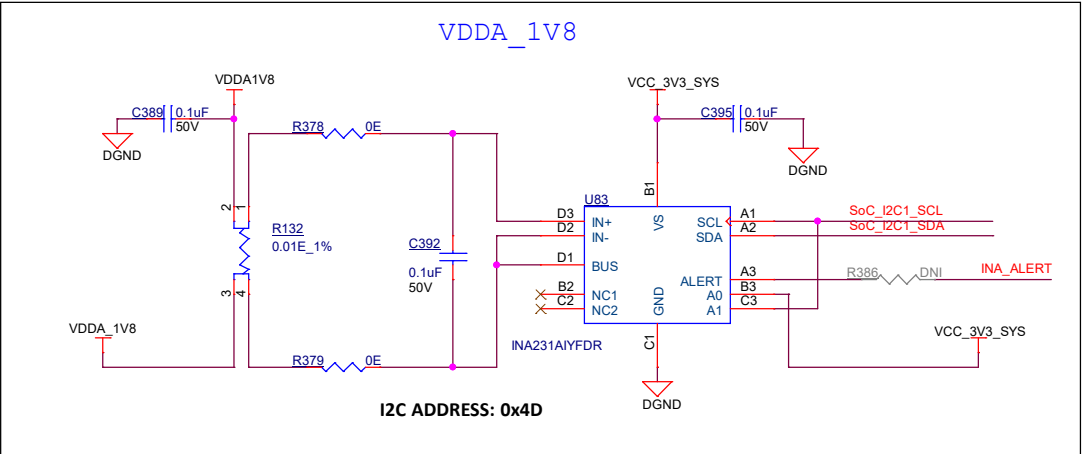 VDDA_1V8
VDDA1V8
VCC_3V3_SYS
C389
0.1uF
50V
DGND
C395
0.1uF
50V
DGND
R378
0E
B1
U83
2
1
R132
0.01E_1%
3
4
C392
0.1uF
50V
D3
IN+
D2
IN-
D1
BUS
B2
NC1
C2
NC2
VS
GND
SCL
A1
SoC_I2C1_SCL
SDA
A2
SoC_I2C1_SDA
ALERT
A3
R386
DNI
INA_ALERT
A0
B3
A1
C3
VDDA_1V8
VCC_3V3_SYS
INA231AIYFDR
C1
R379
0E
DGND
I2C ADDRESS: 0x4D